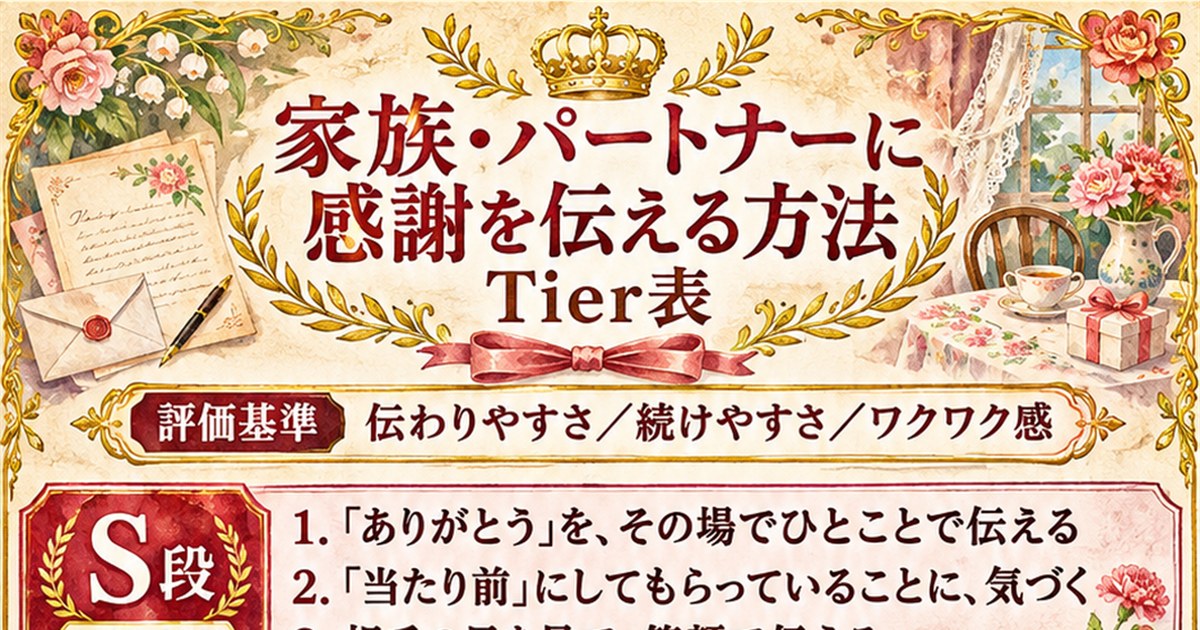 家族・パートナーに
感謝を伝える方法
Tier表
評価基準 伝わりやすさ／続けやすさ／ワクワク感
S段
1.「ありがとう」を、その場でひとことで伝える
2.「当たり前」にしてもらっていることに、気づく